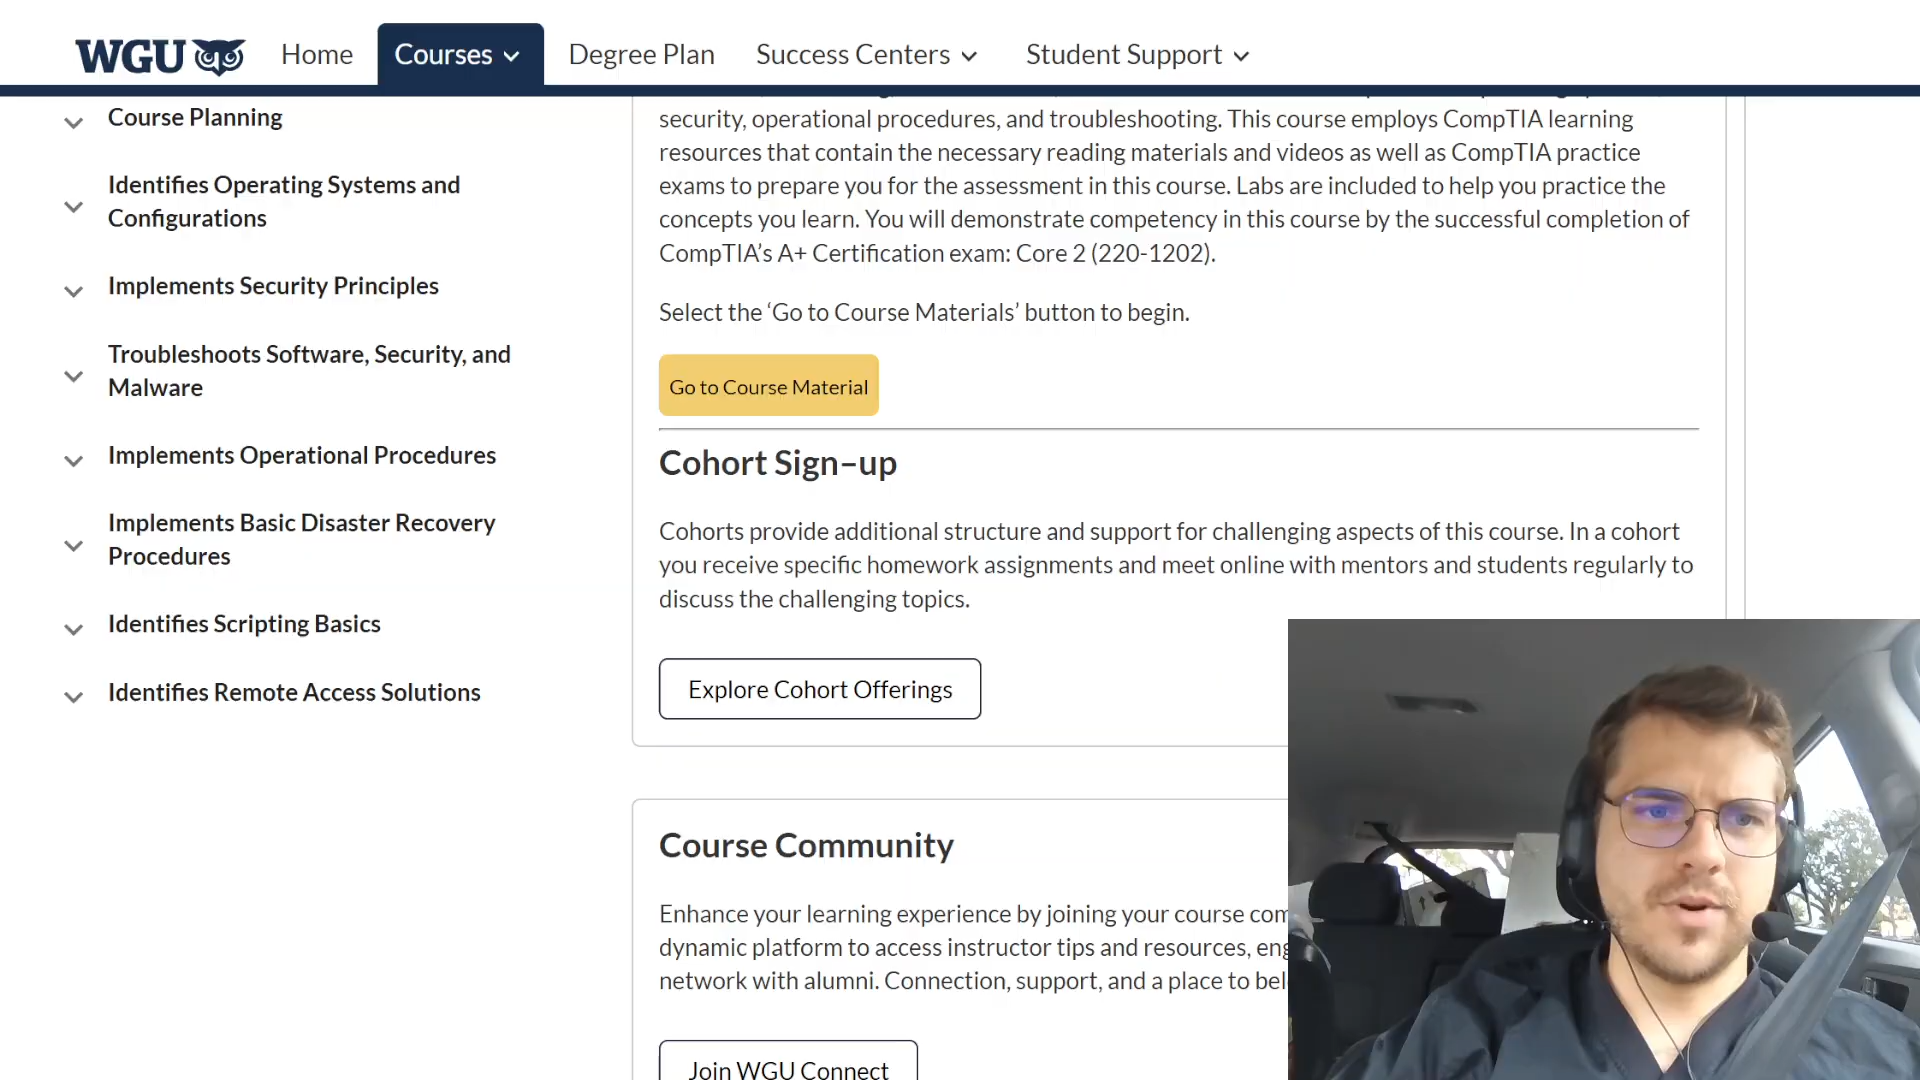 WGU Home Courses Degree Plan Success Centers Student Support
Course Planning
Identifies Operating Systems and
Configurations
Implements Security Principles
Troubleshoots Software, Security, and
Malware
Implements Operational Procedures
Implements Basic Disaster Recovery
Procedures
Identifies Scripting Basics
Identifies Remote Access Solutions
security, operational procedures, and troubleshooting. This course employs CompTIA learning
resources that contain the necessary reading materials and videos as well as CompTIA practice
exams to prepare you for the assessment in this course. Labs are included to help you practice the
concepts you learn. You will demonstrate competency in this course by the successful completion of
CompTIA’s A+ Certification exam: Core 2 (220-1202).
Select the ‘Go to Course Materials’ button to begin.
Go to Course Material
Cohort Sign–up
Cohorts provide additional structure and support for challenging aspects of this course. In a cohort
you receive specific homework assignments and meet online with mentors and students regularly to
discuss the challenging topics.
Explore Cohort Offerings
Course Community
Enhance your learning experience by joining your course com
dynamic platform to access instructor tips and resources, eng
network with alumni. Connection, support, and a place to bel
Join WGU Connect